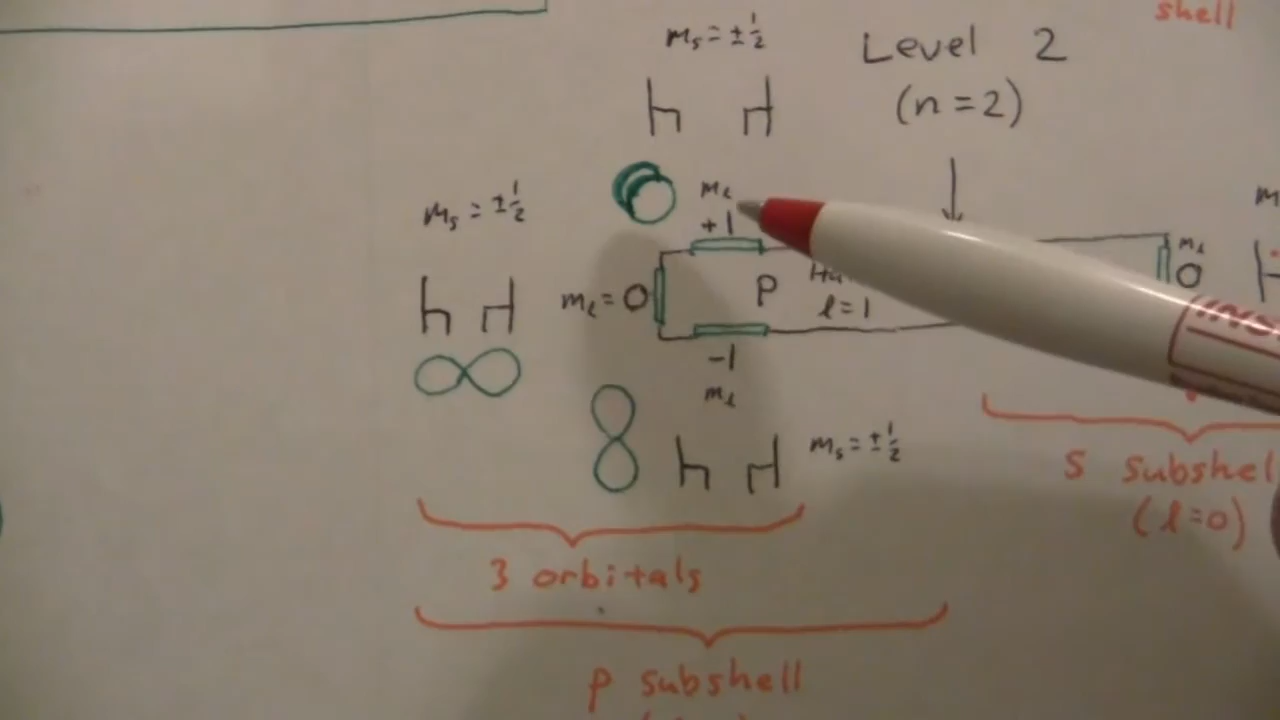 shell
ms = ±½
Level 2
(n = 2)
ms = ±½
mℓ
+1
mℓ
0
mℓ = 0
P
ℓ = 1
-1
mℓ
ms = ±½
S
(ℓ = 0)
3 orbitals
p subshell